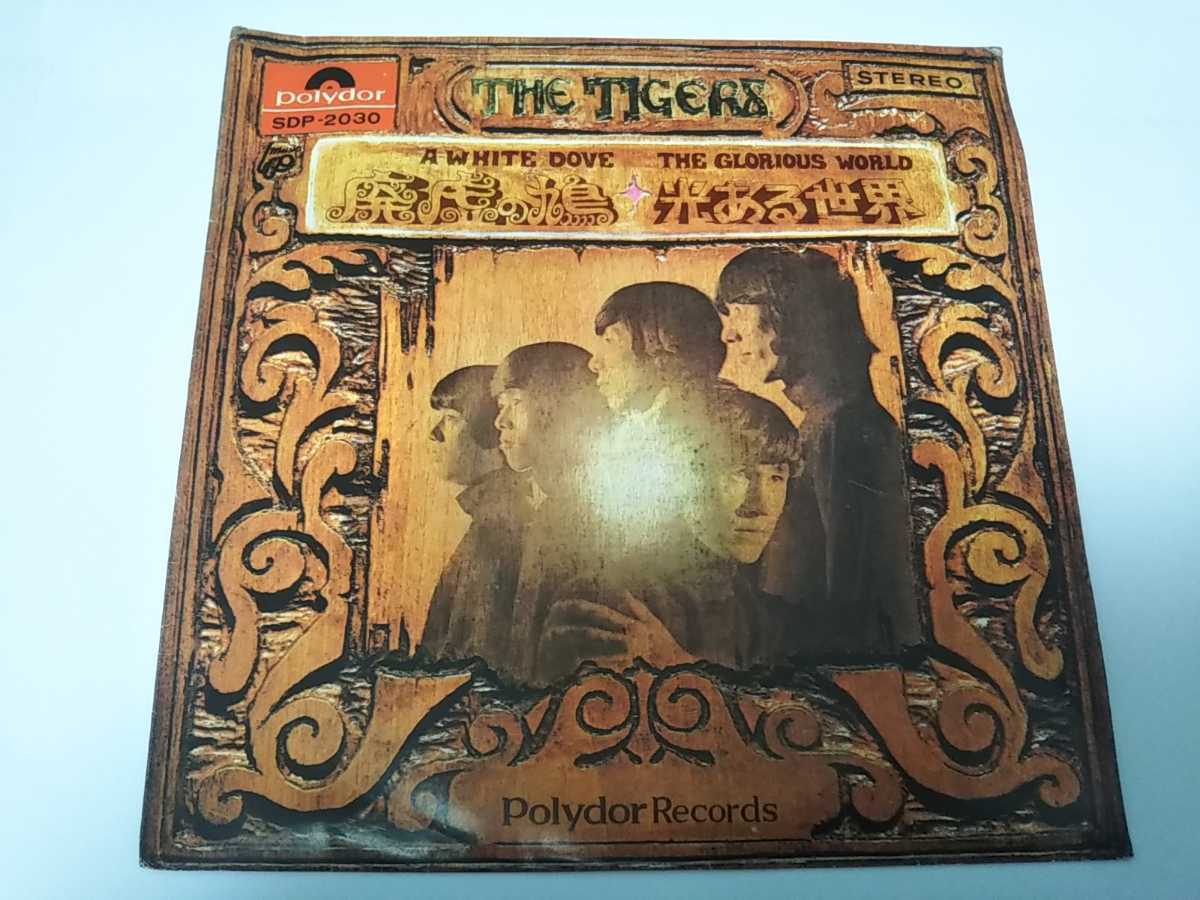 polydor
SDP-2030
THE TIGERS
STEREO
A WHITE DOVE THE GLORIOUS WORLD
廃虚の鳩 光ある世界
Polydor Records